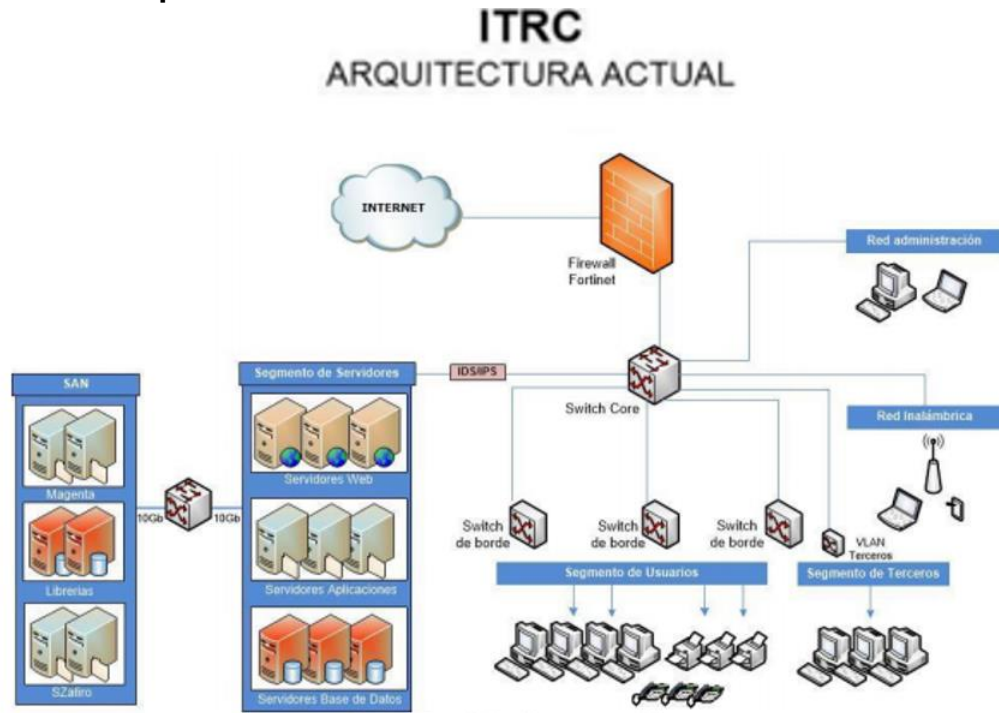 ITRC
ARQUITECTURA ACTUAL
INTERNET
Firewall
Fortinet
Red administración
SAN
Segmento de Servidores
IDS/IPS
Switch Core
Red Inalámbrica
Magenta
Servidores Web
10Gb
10Gb
Switch
de borde
Switch
de borde
Switch
de borde
VLAN
Terceros
Librerias
Servidores Aplicaciones
Segmento de Usuarios
Segmento de Terceros
SZafiro
Servidores Base de Datos